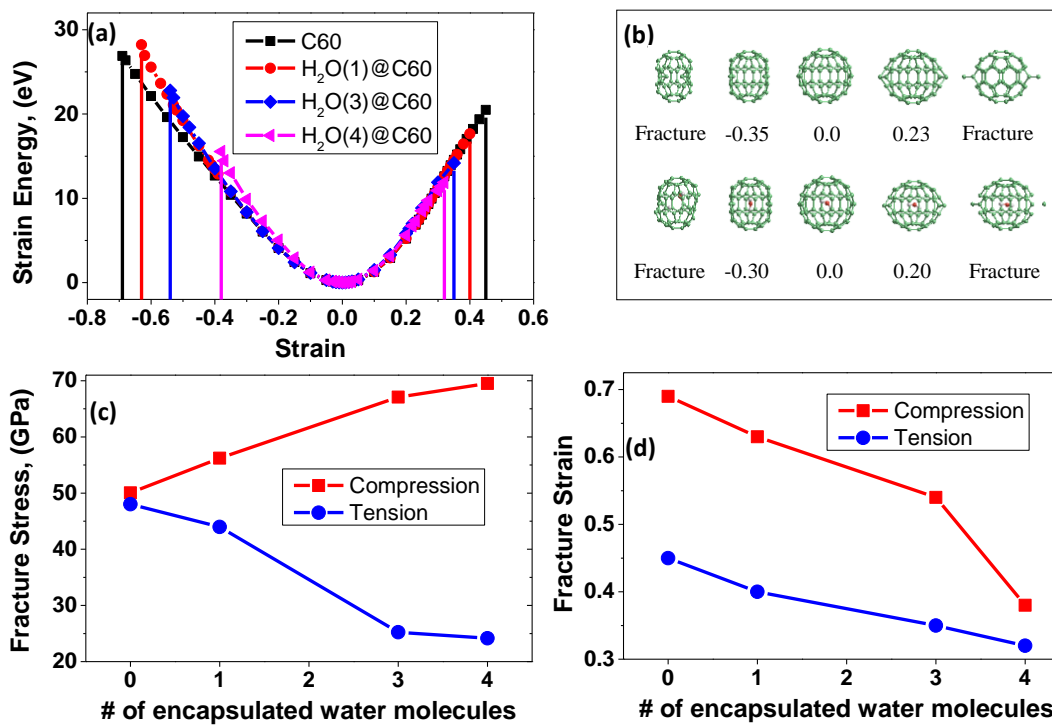 (a)
C60
H2O(1)@C60
H2O(3)@C60
H2O(4)@C60
Strain Energy, (eV)
30
20
10
0
-0.8 -0.6 -0.4 -0.2 0.0 0.2 0.4 0.6
Strain
(b)
Fracture -0.35 0.0 0.23 Fracture
Fracture -0.30 0.0 0.20 Fracture
(c)
Compression
Tension
Fracture Stress, (GPa)
70
60
50
40
30
20
0 1 2 3 4
# of encapsulated water molecules
(d)
Compression
Tension
Fracture Strain
0.7
0.6
0.5
0.4
0.3
0 1 2 3 4
# of encapsulated water molecules